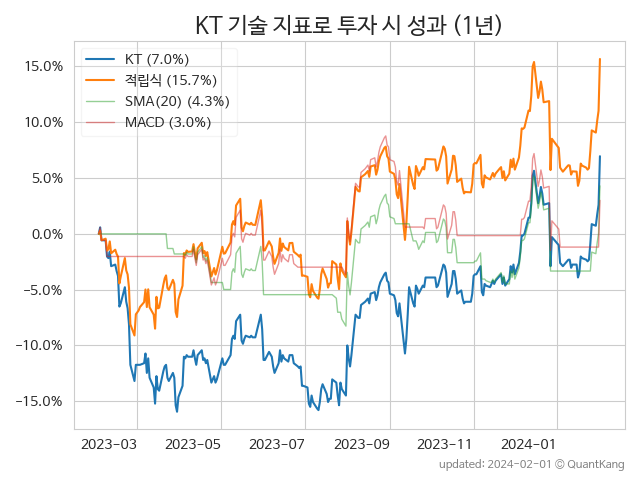 KT 기술 지표로 투자 시 성과 (1년)
KT (7.0%)
적립식 (15.7%)
SMA(20) (4.3%)
MACD (3.0%)
15.0%
10.0%
5.0%
0.0%
−5.0%
−10.0%
−15.0%
2023-03 2023-05 2023-07 2023-09 2023-11 2024-01
updated: 2024-02-01 © QuantKang